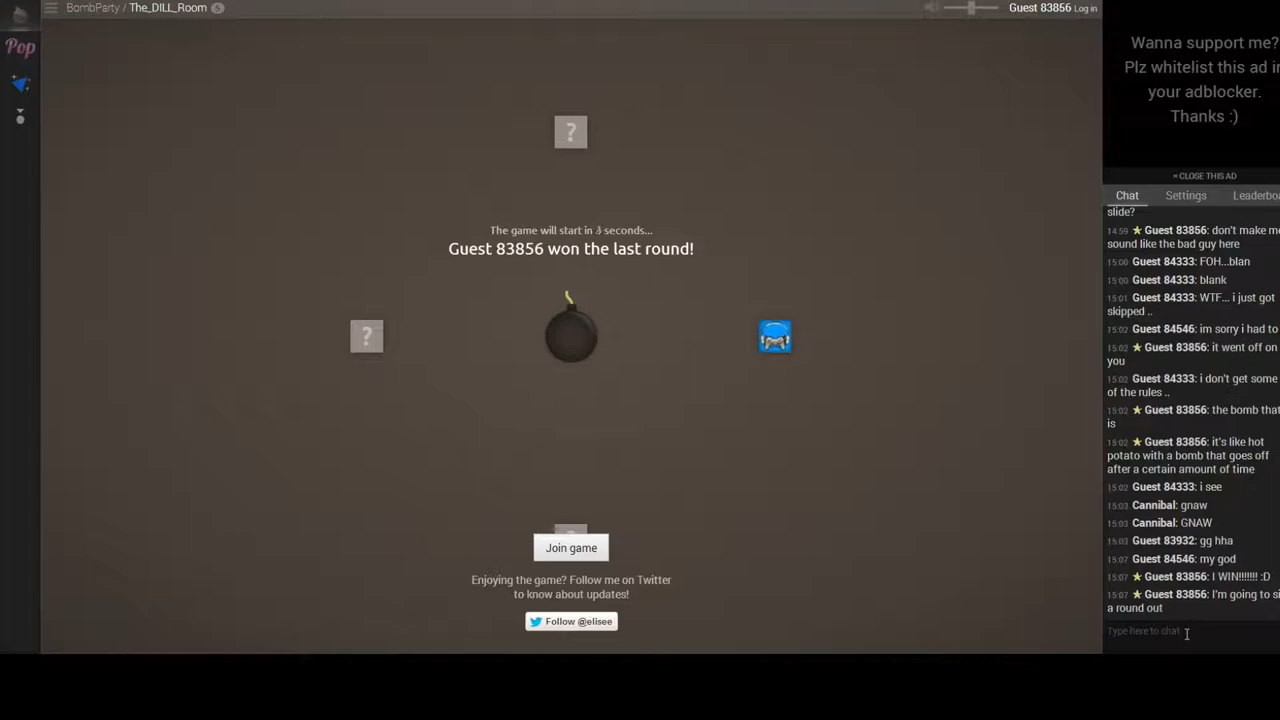 BombParty / The_DILL_Room 5
Guest 83856 Log in
Pop
Wanna support me?
Plz whitelist this ad in
your adblocker.
Thanks :)
× CLOSE THIS AD
Chat Settings Leaderbo
?
The game will start in 3 seconds...
Guest 83856 won the last round!
?
Join game
Enjoying the game? Follow me on Twitter
to know about updates!
Follow @elisee
slide?
14:59 ★ Guest 83856: don't make me
sound like the bad guy here
15:00 Guest 84333: FOH...blan
15:00 Guest 84333: blank
15:01 Guest 84333: WTF... i just got
skipped ..
15:02 Guest 84546: im sorry i had to
15:02 ★ Guest 83856: it went off on
you
15:02 Guest 84333: i don't get some
of the rules ..
15:02 ★ Guest 83856: the bomb that
is
15:02 ★ Guest 83856: it's like hot
potato with a bomb that goes off
after a certain amount of time
15:02 Guest 84333: i see
15:03 Cannibal: gnaw
15:03 Cannibal: GNAW
15:03 Guest 83932: gg hha
15:07 Guest 84546: my god
15:07 ★ Guest 83856: I WIN!!!!!!! :D
15:07 ★ Guest 83856: I'm going to si
a round out
Type here to chat